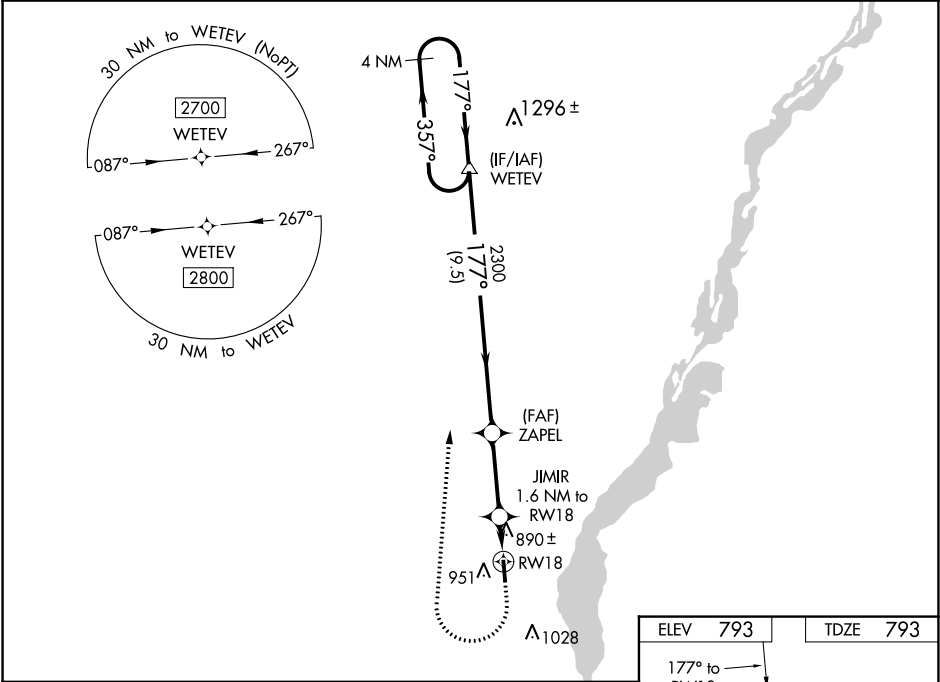 30 NM to WETEV (NoPT)
2700
WETEV
087°
267°
087°
267°
WETEV
2800
30 NM to WETEV
4 NM
177°
357°
1296 ±
(IF/IAF)
WETEV
2300
177°
(9.5)
(FAF)
ZAPEL
JIMIR
1.6 NM to
RW18
890 ±
RW18
951
1028
ELEV 793
TDZE 793
177° to